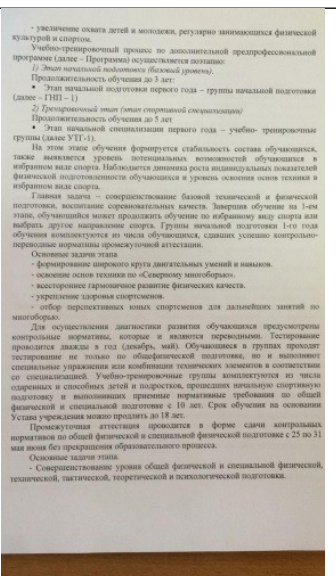 - увеличение охвата детей и молодежи, регулярно занимающихся физической
культурой и спортом.
Учебно-тренировочный процесс по дополнительной предпрофессиональной
программе (далее – Программа) осуществляется поэтапно:
1) Этап начальной подготовки (базовый уровень).
Продолжительность обучения до 3 лет:
• Этап начальной подготовки первого года – группы начальной подготовки
(далее – ГНП – 1)
2) Тренировочный этап (этап спортивной специализации)
Продолжительность обучения до 5 лет
• Этап начальной специализации первого года – учебно- тренировочные
группы (далее УТГ-1).
На этом этапе обучения формируется стабильность состава обучающихся,
также выявляется уровень потенциальных возможностей обучающихся в
избранном виде спорта. Наблюдается динамика роста индивидуальных показателей
физической подготовленности обучающихся и уровень освоения основ техники в
избранном виде спорта.
Главная задача – совершенствование базовой технической и физической
подготовки, воспитание соревновательных качеств. Завершив обучение на 1-ем
этапе, обучающийся может продолжить обучение по избранному виду спорта или
выбрать другое направление спорта. Группы начальной подготовки 1-го года
обучения комплектуются из числа обучающихся, сдавших успешно контрольно-
переводные нормативы промежуточной аттестации.
Основные задачи этапа
- формирование широкого круга двигательных умений и навыков.
- освоение основ техники по «Северному многоборью».
- всестороннее гармоничное развитие физических качеств.
- укрепление здоровья спортсменов.
- отбор перспективных юных спортсменов для дальнейших занятий по
многоборью.
Для осуществления диагностики развития обучающихся предусмотрены
контрольные нормативы, которые и являются переводными. Тестирование
проводится дважды в год (декабрь, май). Обучающиеся в группах проходят
тестирование не только по общефизической подготовке, но и выполняют
специальные упражнения или комбинации технических элементов в соответствии
со специализацией. Учебно-тренировочные группы комплектуются из числа
одаренных и способных детей и подростков, прошедших начальную спортивную
подготовку и выполнивших приемные нормативные требования по общей
физической и специальной подготовке с 10 лет. Срок обучения на основании
Устава учреждения можно продлить до 18 лет.
Промежуточная аттестация проводится в форме сдачи контрольных
нормативов по общей физической и специальной физической подготовке с 25 по 31
мая июня без прекращения образовательного процесса.
Основные задачи этапа.
- Совершенствование уровня общей физической и специальной физической,
технической, тактической, теоретической и психологической подготовки.